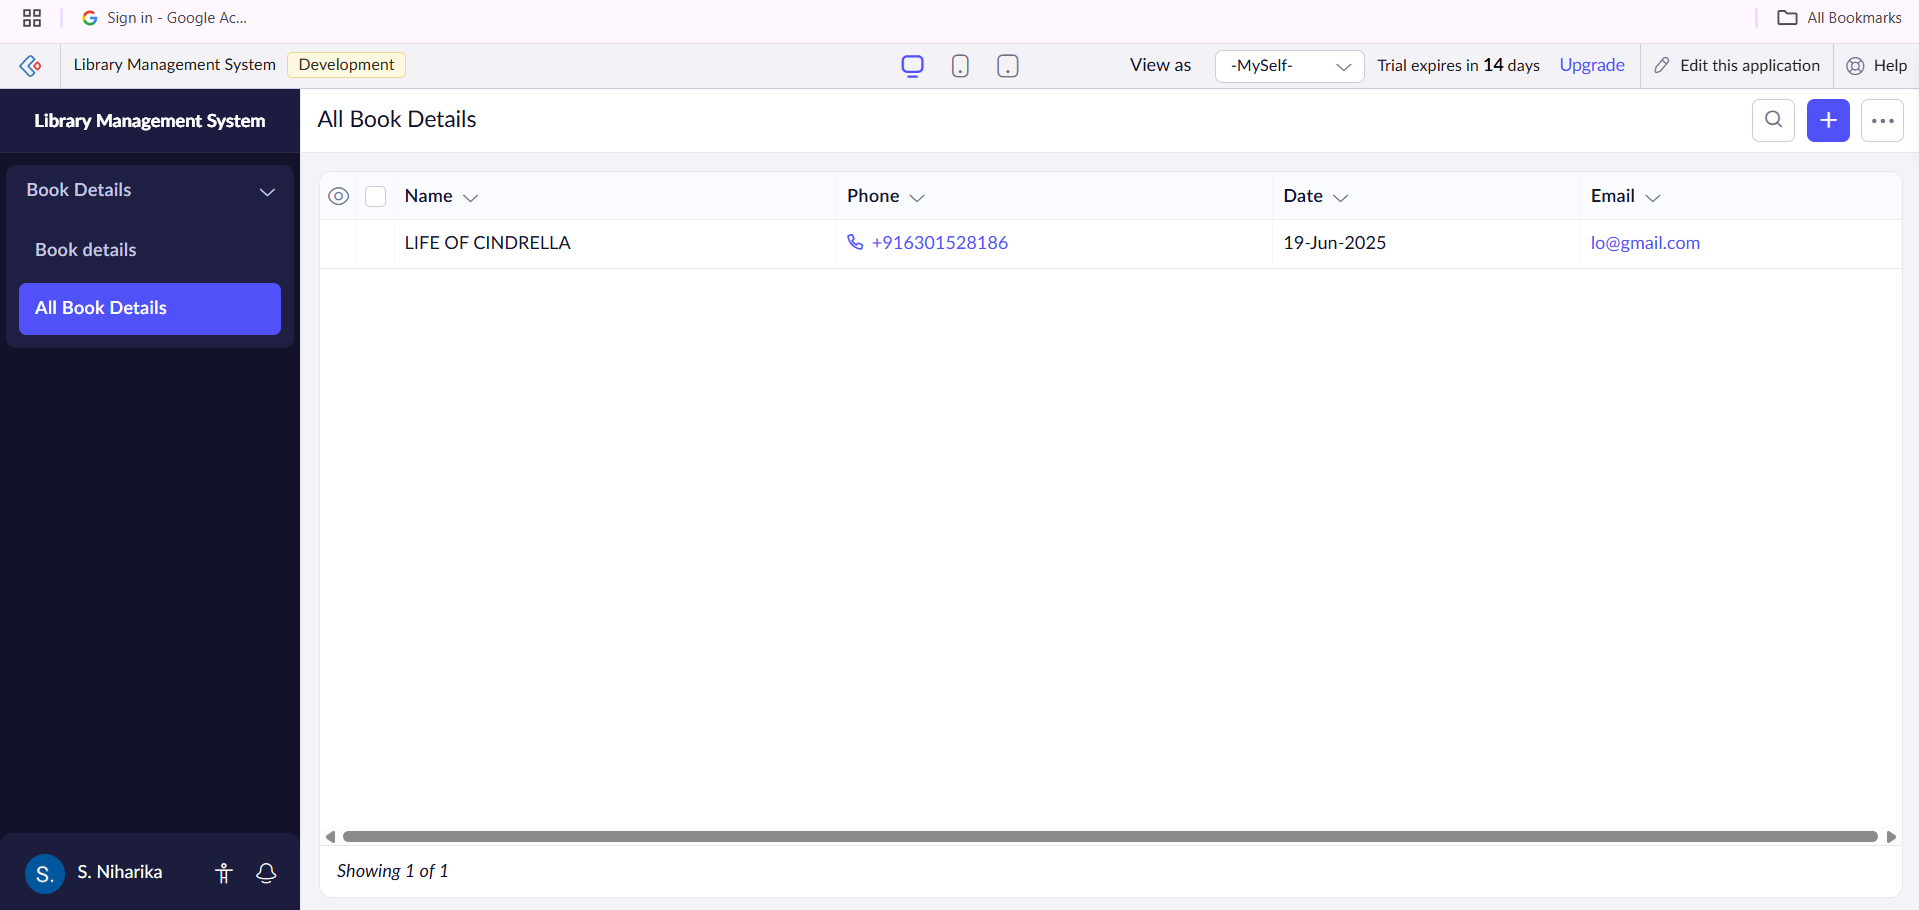 Sign in - Google Ac...
All Bookmarks
Library Management System
Development
View as
-MySelf-
Trial expires in 14 days
Upgrade
Edit this application
Help
Library Management System
Book Details
Book details
All Book Details
S.
S. Niharika
All Book Details
Name Phone Date Email
LIFE OF CINDRELLA +916301528186 19-Jun-2025 lo@gmail.com
Showing 1 of 1